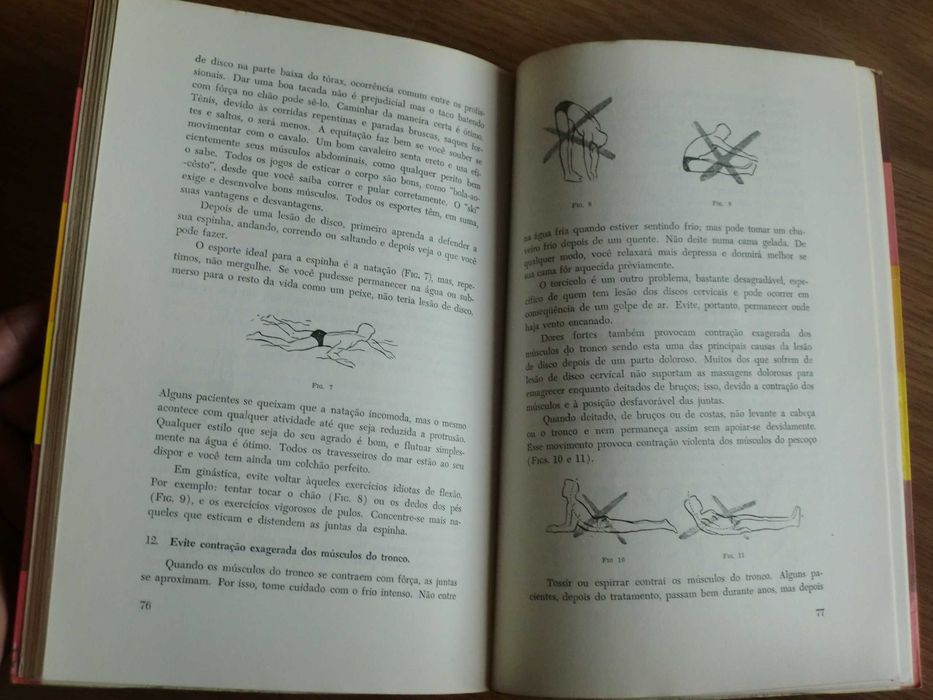 de disco na parte baixa do tórax, ocorrência comum entre os profis-
sionais. Dar uma boa tacada não é prejudicial mas o taco batendo
com fôrça no chão pode sê-lo. Caminhar da maneira certa é ótimo.
Tênis, devido às corridas repentinas e paradas bruscas, saques for-
tes e saltos, o será menos. A equitação faz bem se você souber se
movimentar com o cavalo. Um bom cavaleiro senta ereto e usa efi-
cientemente seus músculos abdominais, como qualquer perito bem
o sabe. Todos os jogos de esticar o corpo são bons, como "bola-ao-
-cêsto", desde que você saiba correr e pular corretamente. O "ski"
exige e desenvolve bons músculos. Todos os esportes têm, em suma,
suas vantagens e desvantagens.
Depois de uma lesão de disco, primeiro aprenda a defender a
sua espinha, andando, correndo ou saltando e depois veja o que você
pode fazer.
O esporte ideal para a espinha é a natação (Fig. 7), mas, repe-
timos, não mergulhe. Se você pudesse permanecer na água ou sub-
merso para o resto da vida como um peixe, não teria lesão de disco.
Fig. 7
Alguns pacientes se queixam que a natação incomoda, mas o mesmo
acontece com qualquer atividade até que seja reduzida a protrusão.
Qualquer estilo que seja do seu agrado é bom, e flutuar simples-
mente na água é ótimo. Todos os travesseiros do mar estão ao seu
dispor e você tem ainda um colchão perfeito.
Em ginástica, evite voltar àqueles exercícios idiotas de flexão.
Por exemplo: tentar tocar o chão (Fig. 8) ou os dedos dos pés
(Fig. 9), e os exercícios vigorosos de pulos. Concentre-se mais na-
queles que esticam e distendem as juntas da espinha.
12. Evite contração exagerada dos músculos do tronco.
Quando os músculos do tronco se contraem com fôrça, as juntas
se aproximam. Por isso, tome cuidado com o frio intenso. Não entre
76
Fig. 8
Fig. 9
na água fria quando estiver sentindo frio; mas pode tomar um chu-
veiro frio depois de um quente. Não deite numa cama gelada. De
qualquer modo, você relaxará mais depressa e dormirá melhor se
sua cama fôr aquecida prèviamente.
O torcicolo é um outro problema, bastante desagradável, espe-
cífico de quem tem lesão dos discos cervicais e pode ocorrer em
conseqüência de um golpe de ar. Evite, portanto, permanecer onde
haja vento encanado.
Dores fortes também provocam contração exagerada dos
músculos do tronco sendo esta uma das principais causas da lesão
de disco depois de um parto doloroso. Muitos dos que sofrem de
lesão de disco cervical não suportam as massagens dolorosas para
emagrecer enquanto deitados de bruços; isso, devido a contração dos
músculos e à posição desfavorável das juntas.
Quando deitado, de bruços ou de costas, não levante a cabeça
ou o tronco e nem permaneça assim sem apoiar-se devidamente.
Esse movimento provoca contração violenta dos músculos do pescoço
(Figs. 10 e 11).
Fig 10
Fig. 11
Tossir ou espirrar contrai os músculos do tronco. Alguns pa-
cientes, depois do tratamento, passam bem durante anos, mas depois
77